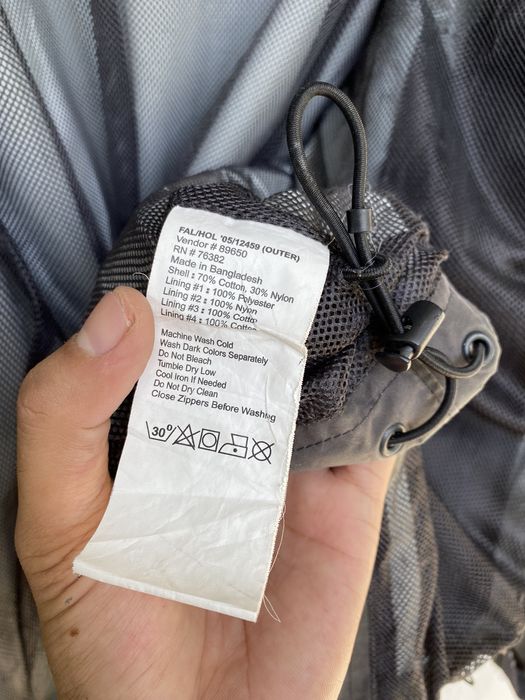 FAL/HOL '05/12459 (OUTER)
Vendor # 89650
RN # 76382
Made in Bangladesh
Shell : 70% Cotton, 30% Nylon
Lining #1 : 100% Polyester
Lining #2 : 100% Nylon
Lining #3 : 100% Cotton
Lining #4 : 100% Cotton
Machine Wash Cold
Wash Dark Colors Separately
Do Not Bleach
Tumble Dry Low
Cool Iron If Needed
Do Not Dry Clean
Close Zippers Before Washing
30°